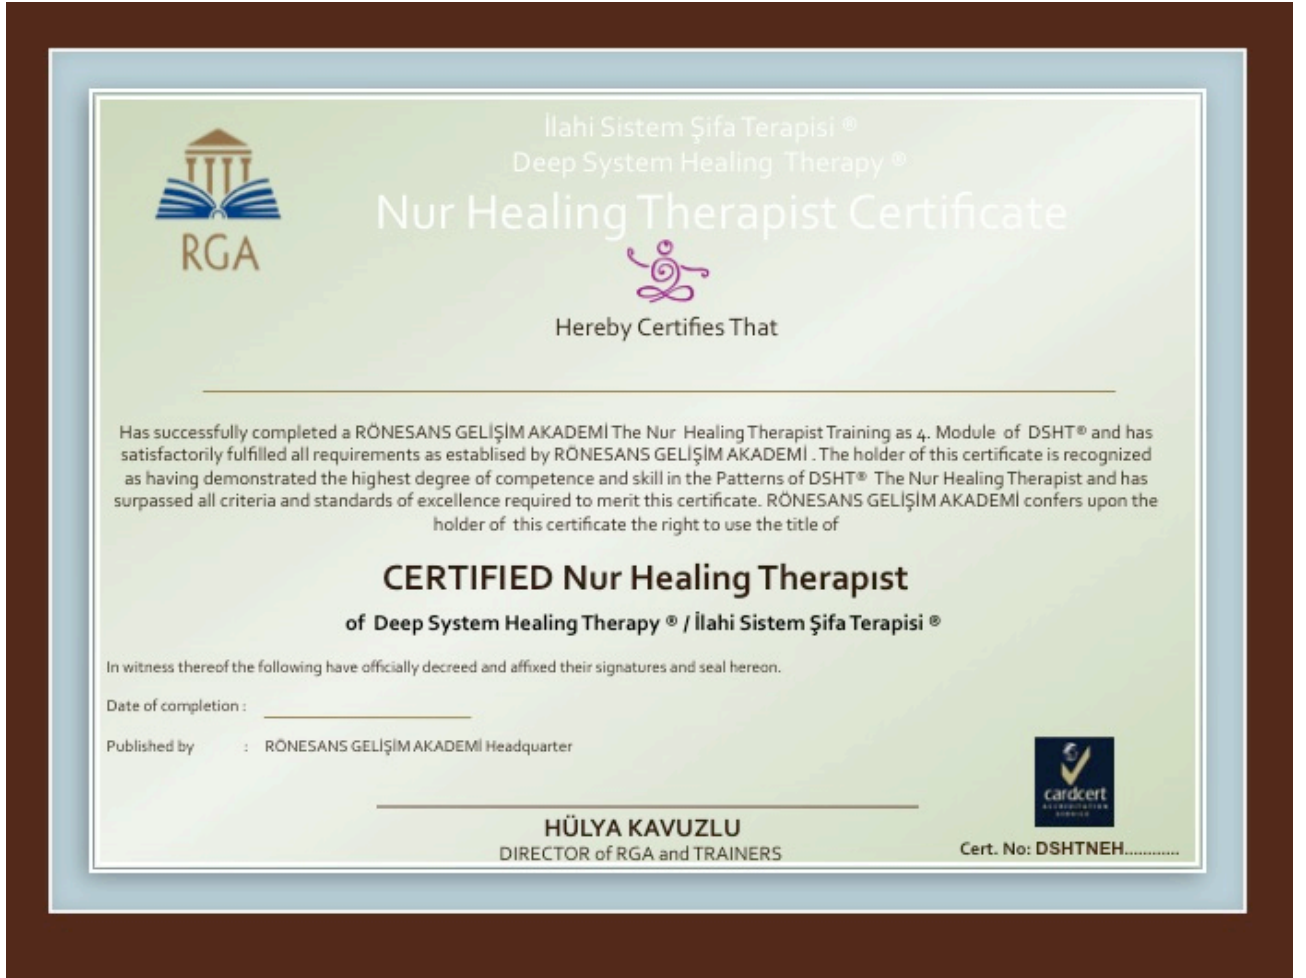 İlahi Sistem Şifa Terapisi ®
Deep System Healing Therapy ®
Nur Healing Therapist Certificate
RGA
Hereby Certifies That
Has successfully completed a RÖNESANS GELİŞİM AKADEMİ The Nur Healing Therapist Training as 4. Module of DSHT® and has
satisfactorily fulfilled all requirements as establised by RÖNESANS GELİŞİM AKADEMİ . The holder of this certificate is recognized
as having demonstrated the highest degree of competence and skill in the Patterns of DSHT® The Nur Healing Therapist and has
surpassed all criteria and standards of excellence required to merit this certificate. RÖNESANS GELİŞİM AKADEMİ confers upon the
holder of this certificate the right to use the title of
CERTIFIED Nur Healing Therapıst
of Deep System Healing Therapy ® / İlahi Sistem Şifa Terapisi ®
In witness thereof the following have officially decreed and affixed their signatures and seal hereon.
Date of completion :
Published by : RÖNESANS GELİŞİM AKADEMİ Headquarter
cardcert
ACCREDITATION
SERVICE
HÜLYA KAVUZLU
DIRECTOR of RGA and TRAINERS
Cert. No: DSHTNEH............